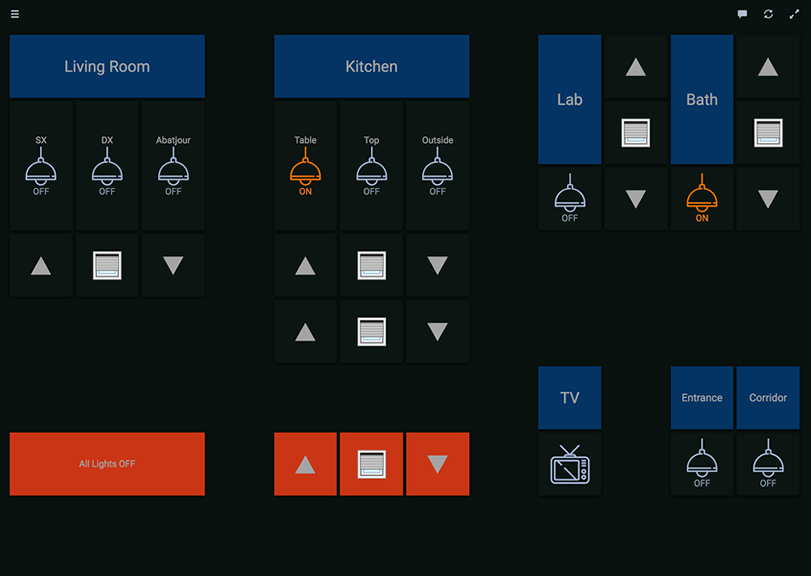 Living Room
SX
OFF
DX
OFF
Abatjour
OFF
Kitchen
Table
ON
Top
OFF
Outside
OFF
Lab
OFF
Bath
ON
All Lights OFF
TV
Entrance
OFF
Corridor
OFF